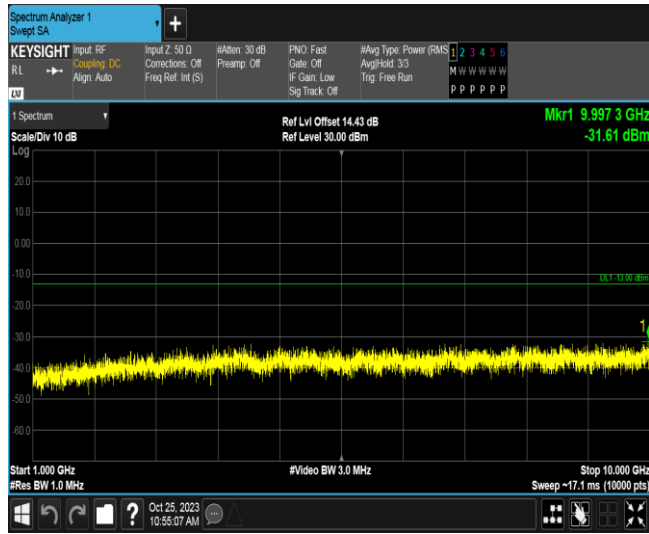 Spectrum Analyzer 1
Swept SA
+
KEYSIGHT Input: RF Input Z: 50 Ω #Atten: 30 dB PNO: Fast #Avg Type: Power (RMS 1 2 3 4 5 6
RL Coupling: DC Corrections: Off Preamp: Off Gate: Off Avg|Hold: 3/3 M W W W W W
Align: Auto Freq Ref: Int (S) IF Gain: Low Trig: Free Run
LXI Sig Track: Off P P P P P P
1 Spectrum Ref Lvl Offset 14.43 dB Mkr1 9.997 3 GHz
Scale/Div 10 dB Ref Level 30.00 dBm -31.61 dBm
Log
20.0
10.0
0.00
-10.0
DL1 -13.00 dBm
-20.0
1
-30.0
-40.0
-50.0
-60.0
Start 1.000 GHz #Video BW 3.0 MHz Stop 10.000 GHz
#Res BW 1.0 MHz Sweep ~17.1 ms (10000 pts)
? Oct 25, 2023
10:55:07 AM